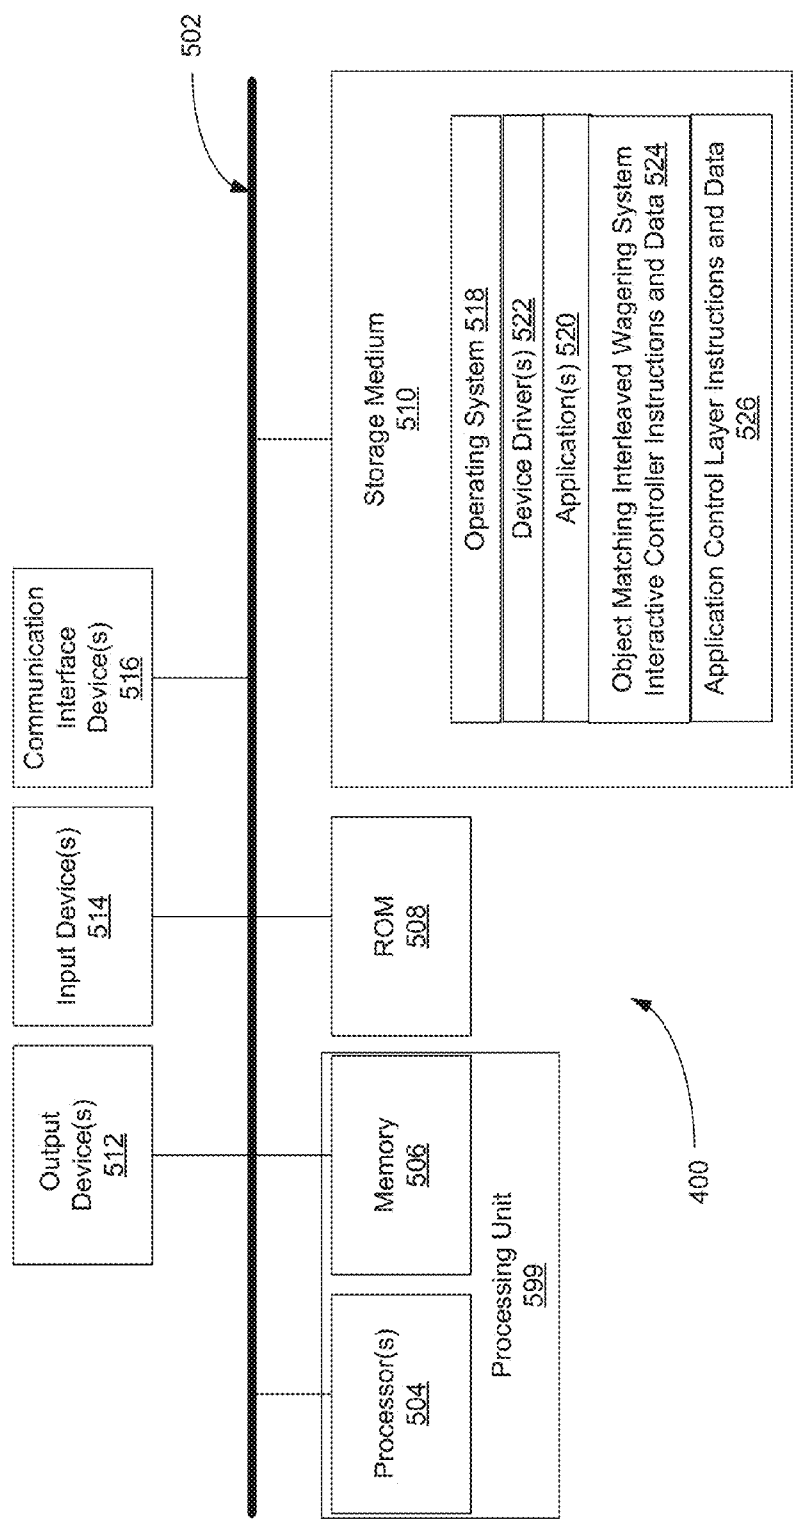 502
Output
Device(s)
512
Input Device(s)
514
Communication
Interface
Device(s)
516
Processor(s)
504
Memory
506
Processing Unit
599
ROM
508
Storage Medium
510
Operating System 518
Device Driver(s) 522
Application(s) 520
Object Matching Interleaved Wagering System
Interactive Controller Instructions and Data 524
Application Control Layer Instructions and Data
526
400